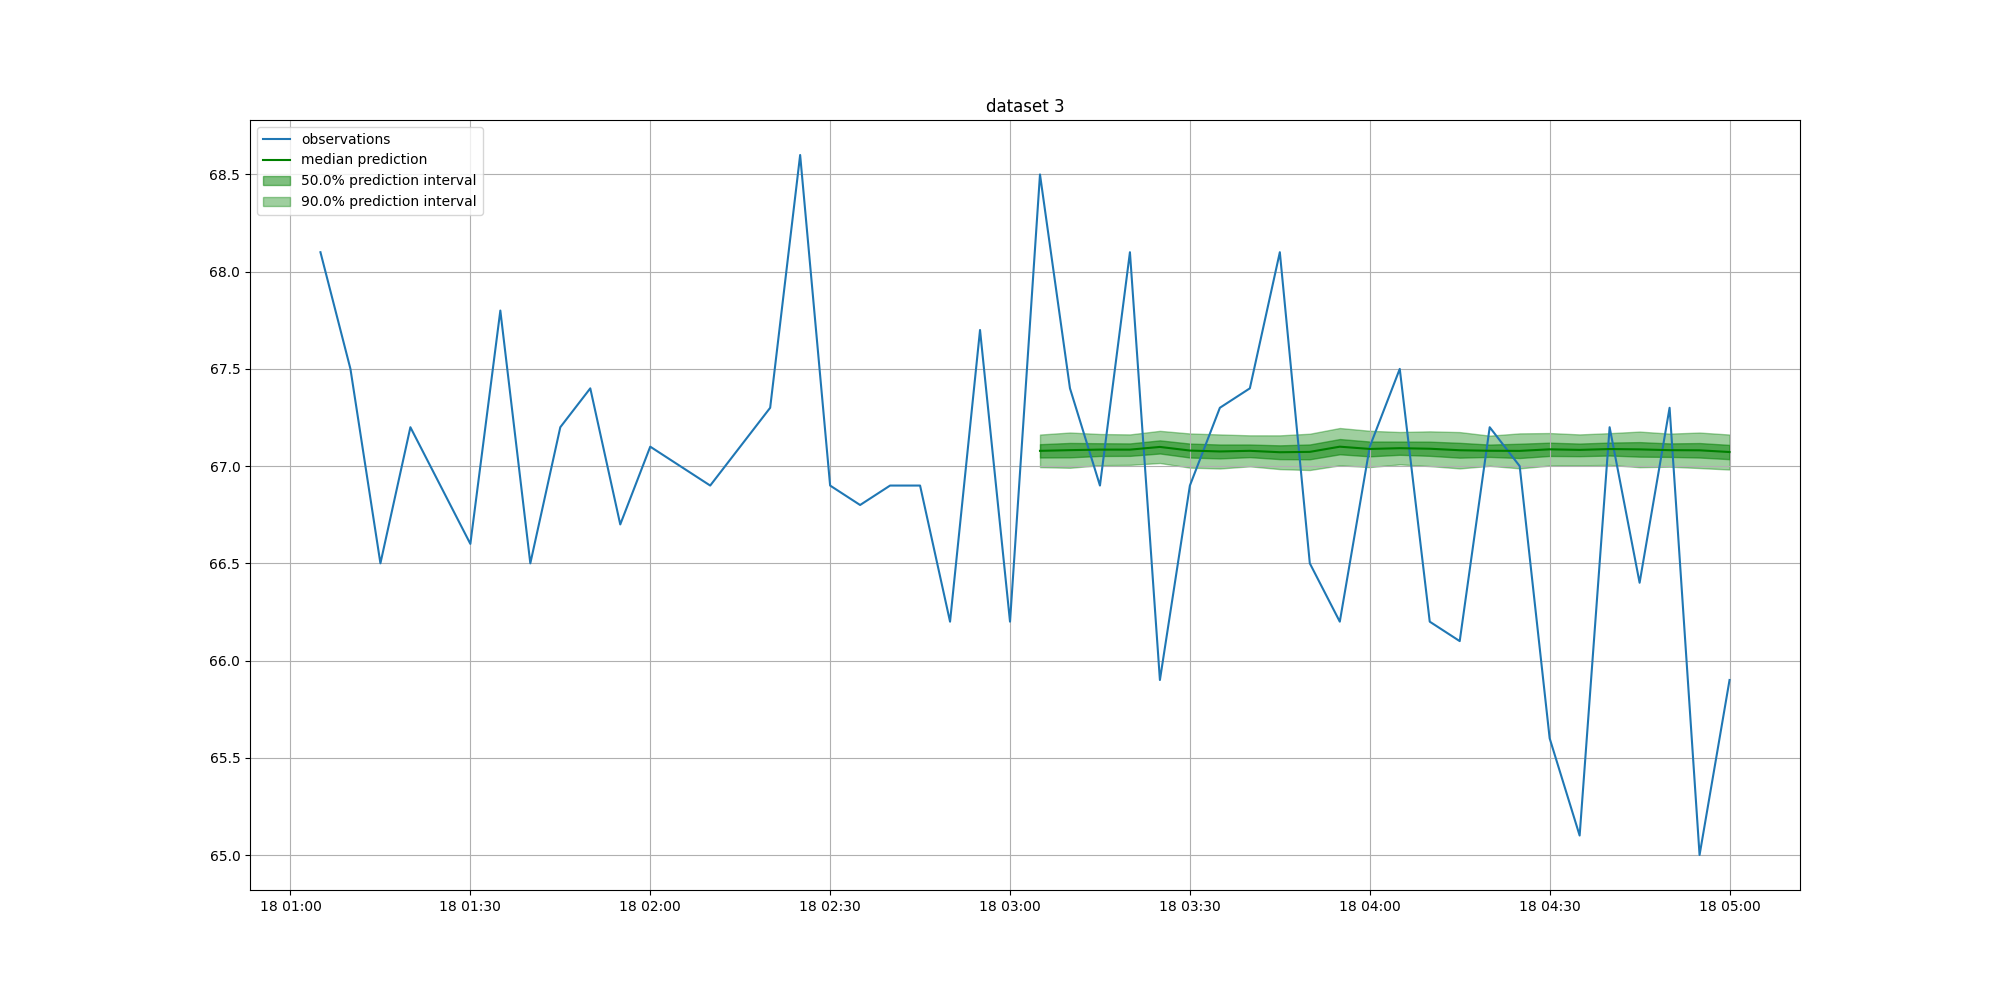 dataset 3
observations
median prediction
50.0% prediction interval
90.0% prediction interval
68.5
68.0
67.5
67.0
66.5
66.0
65.5
65.0
18 01:00 18 01:30 18 02:00 18 02:30 18 03:00 18 03:30 18 04:00 18 04:30 18 05:00